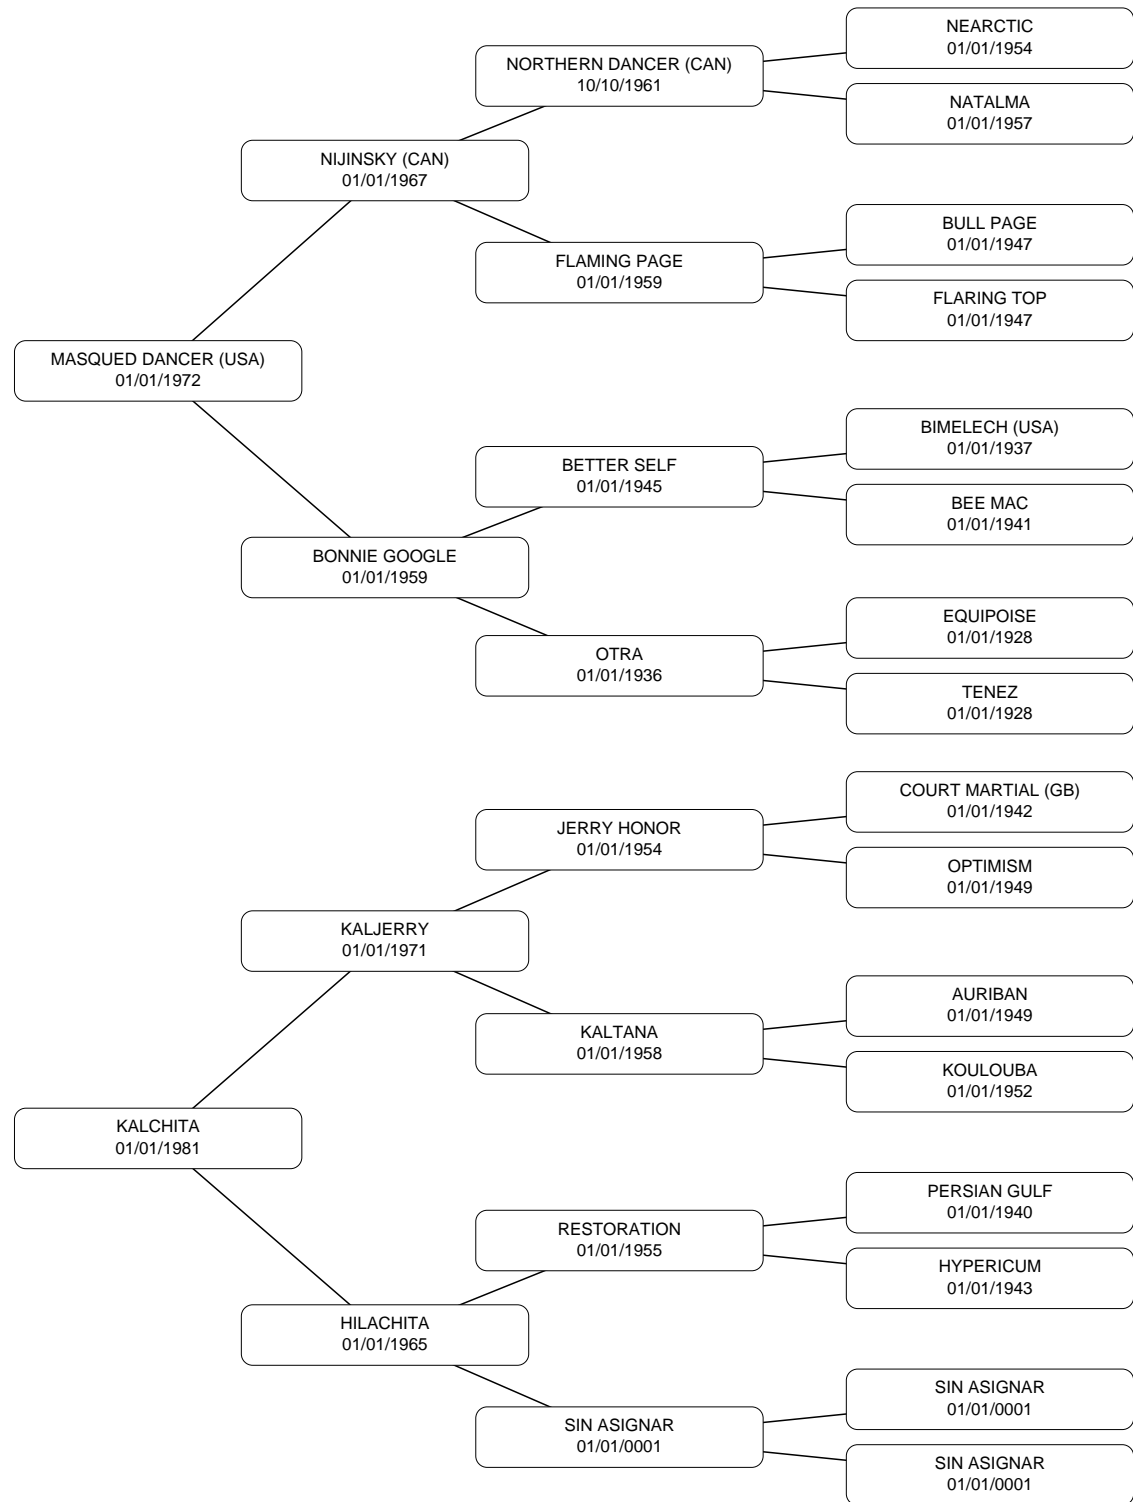 NEARCTIC
01/01/1954
NORTHERN DANCER (CAN)
10/10/1961
NATALMA
01/01/1957
NIJINSKY (CAN)
01/01/1967
BULL PAGE
01/01/1947
FLAMING PAGE
01/01/1959
FLARING TOP
01/01/1947
MASQUED DANCER (USA)
01/01/1972
BIMELECH (USA)
01/01/1937
BETTER SELF
01/01/1945
BEE MAC
01/01/1941
BONNIE GOOGLE
01/01/1959
EQUIPOISE
01/01/1928
OTRA
01/01/1936
TENEZ
01/01/1928
COURT MARTIAL (GB)
01/01/1942
JERRY HONOR
01/01/1954
OPTIMISM
01/01/1949
KALJERRY
01/01/1971
AURIBAN
01/01/1949
KALTANA
01/01/1958
KOULOUBA
01/01/1952
KALCHITA
01/01/1981
PERSIAN GULF
01/01/1940
RESTORATION
01/01/1955
HYPERICUM
01/01/1943
HILACHITA
01/01/1965
SIN ASIGNAR
01/01/0001
SIN ASIGNAR
01/01/0001
SIN ASIGNAR
01/01/0001